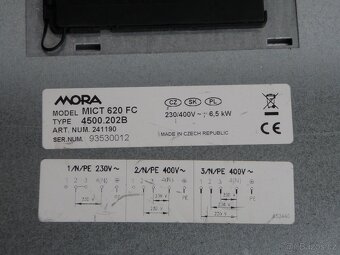 MORA
MODEL MICT 620 FC
TYPE 4500.202B
ART. NUM. 241190
SER.NUM. 93530012
CZ SK PL
230/400V~; 6,5 kW
MADE IN CZECH REPUBLIC
CE
1/N/PE 230V~
2/N/PE 400V~
3/N/PE 400V~